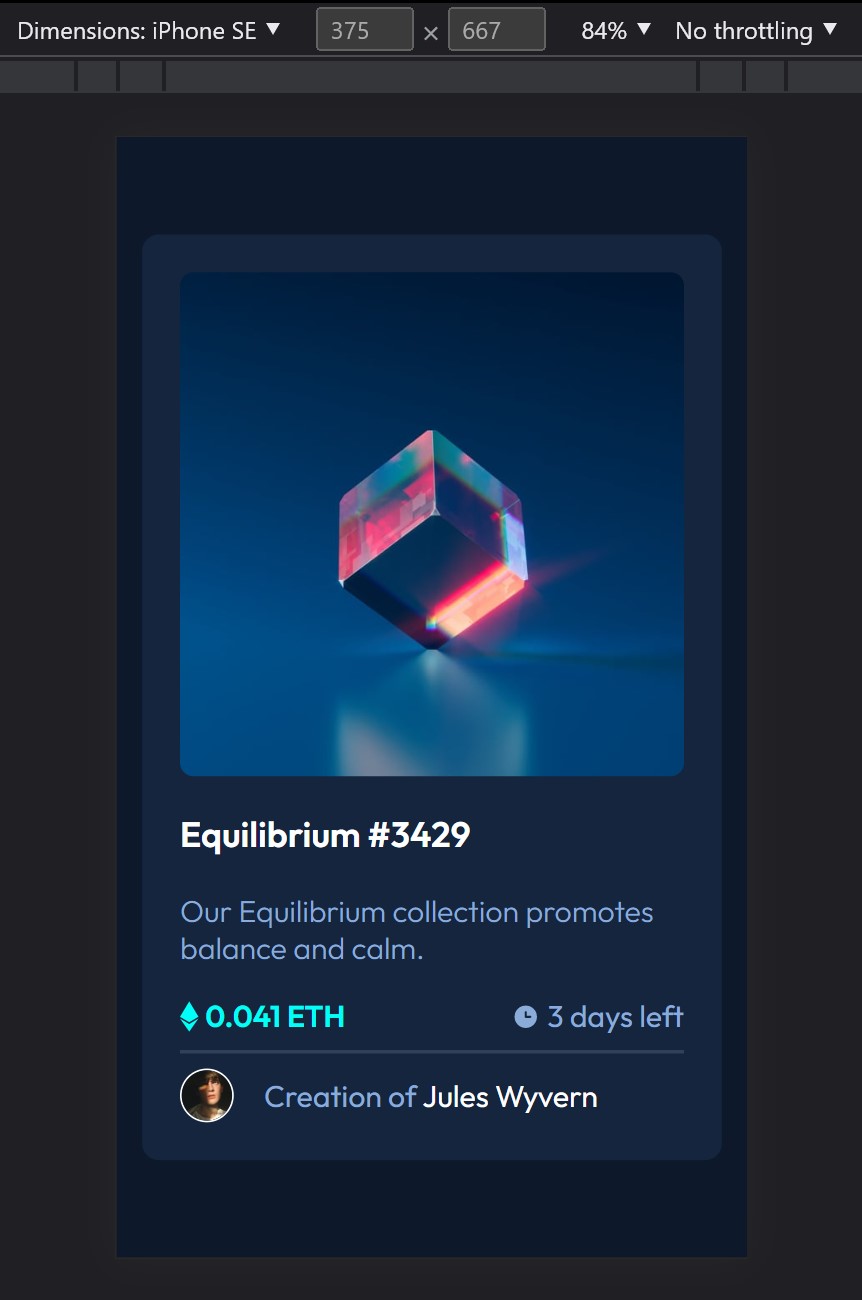 Dimensions: iPhone SE ▼ 375 × 667 84% ▼ No throttling ▼
Equilibrium #3429
Our Equilibrium collection promotes
balance and calm.
0.041 ETH 3 days left
Creation of Jules Wyvern